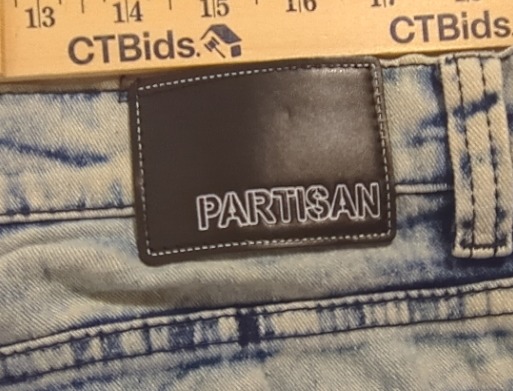 13 14 15 16 17
CTBids. CTBids.
PARTISAN